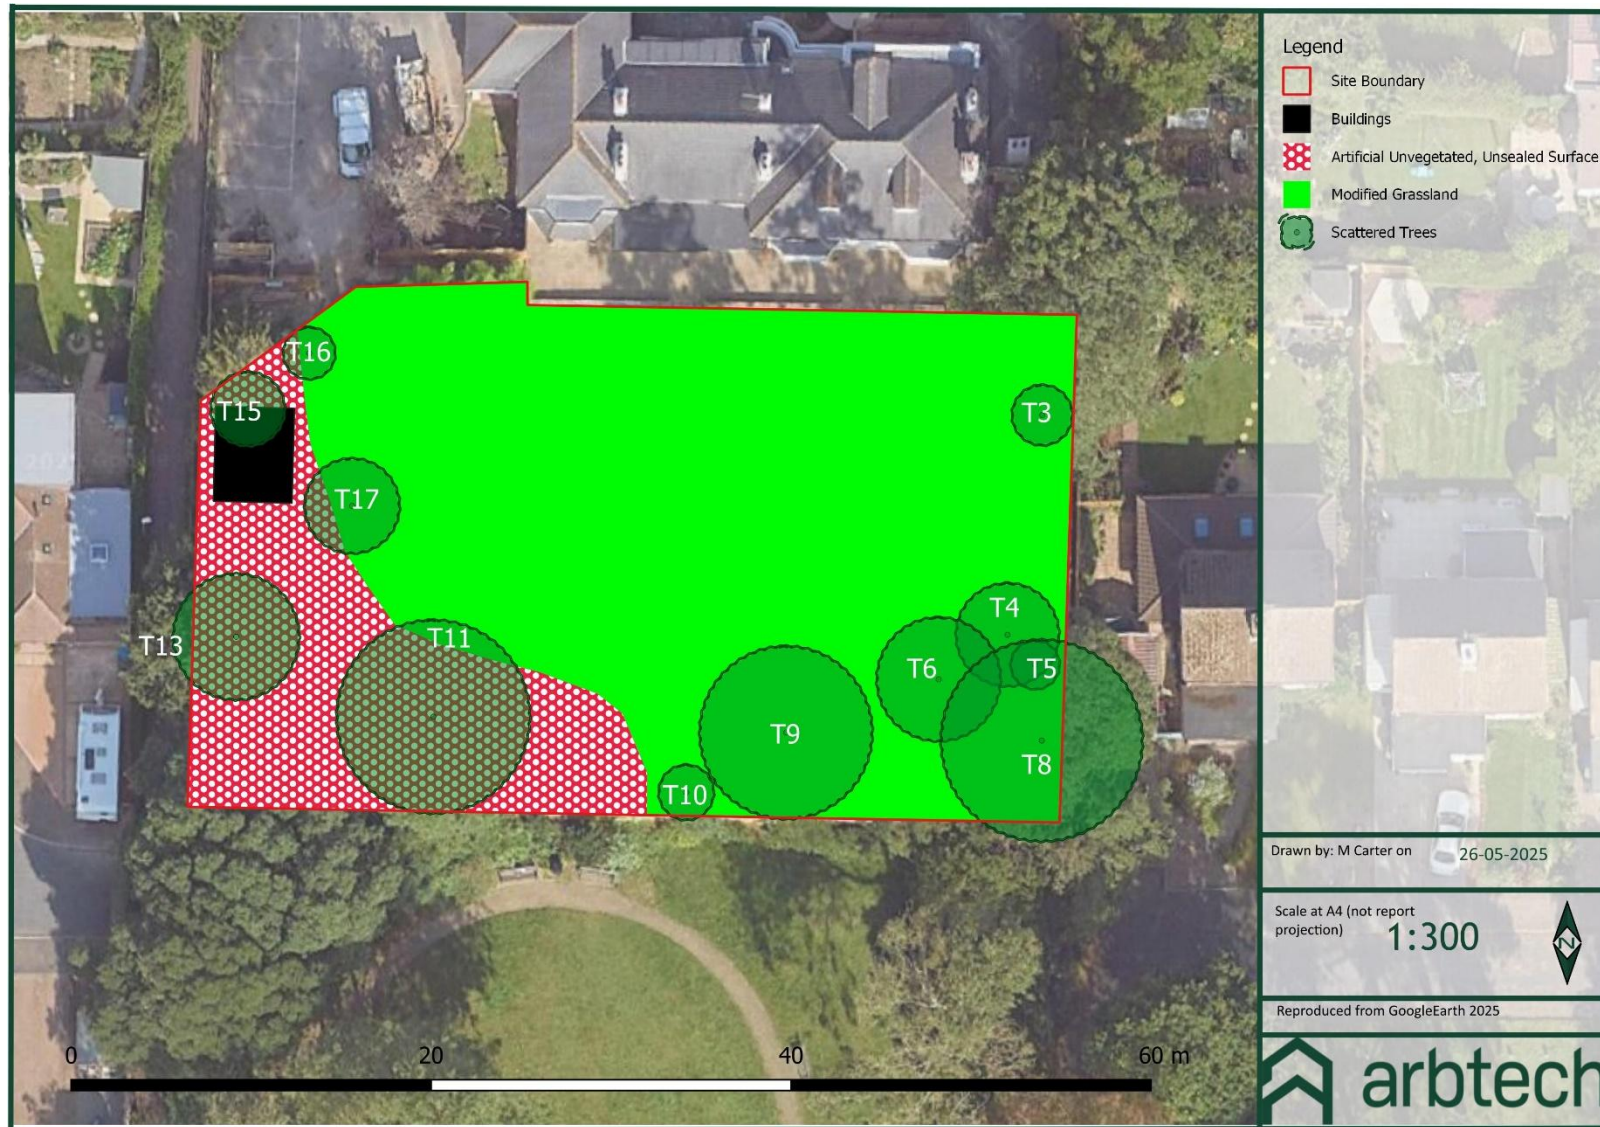 Legend
Site Boundary
Buildings
Artificial Unvegetated, Unsealed Surface
Modified Grassland
Scattered Trees
T16
T15
T3
T17
T4
T13
T11
T6
T5
T9
T8
T10
0 20 40 60 m
Drawn by: M Carter on 26-05-2025
Scale at A4 (not report
projection) 1:300
N
Reproduced from GoogleEarth 2025
arbtech